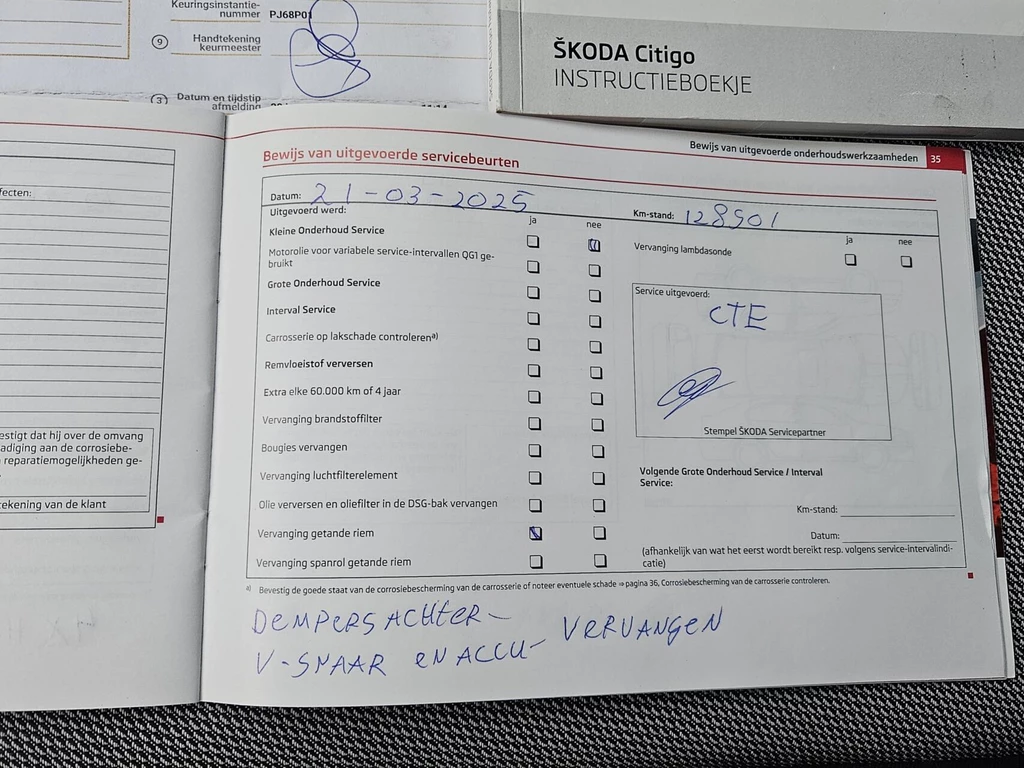 Keuringsinstantie-
nummer PJ68P01
9 Handtekening
keurmeester
3 Datum en tijdstip
afmelding
ŠKODA Citigo
INSTRUCTIEBOEKJE
fecten:
estigt dat hij over de omvang
adiging aan de corrosiebe-
reparatiemogelijkheden ge-
tekening van de klant
Bewijs van uitgevoerde onderhoudswerkzaamheden 35
Bewijs van uitgevoerde servicebeurten
Datum: 21-03-2025
Km-stand: 128901
Uitgevoerd werd: ja nee
Kleine Onderhoud Service
Motorolie voor variabele service-intervallen QG1 ge-
bruikt
Grote Onderhoud Service
Interval Service
Carrosserie op lakschade controleren a)
Remvloeistof verversen
Extra elke 60.000 km of 4 jaar
Vervanging brandstoffilter
Bougies vervangen
Vervanging luchtfilterelement
Olie verversen en oliefilter in de DSG-bak vervangen
Vervanging getande riem
Vervanging spanrol getande riem
ja nee
Vervanging lambdasonde
Service uitgevoerd:
CTE
Stempel ŠKODA Servicepartner
Volgende Grote Onderhoud Service / Interval
Service:
Km-stand:
Datum:
(afhankelijk van wat het eerst wordt bereikt resp. volgens service-intervalindi-
catie)
a) Bevestig de goede staat van de corrosiebescherming van de carrosserie of noteer eventuele schade ⇒ pagina 36, Corrosiebescherming van de carrosserie controleren.
DEMPERS ACHTER-
V-SNAAR EN ACCU- VERVANGEN